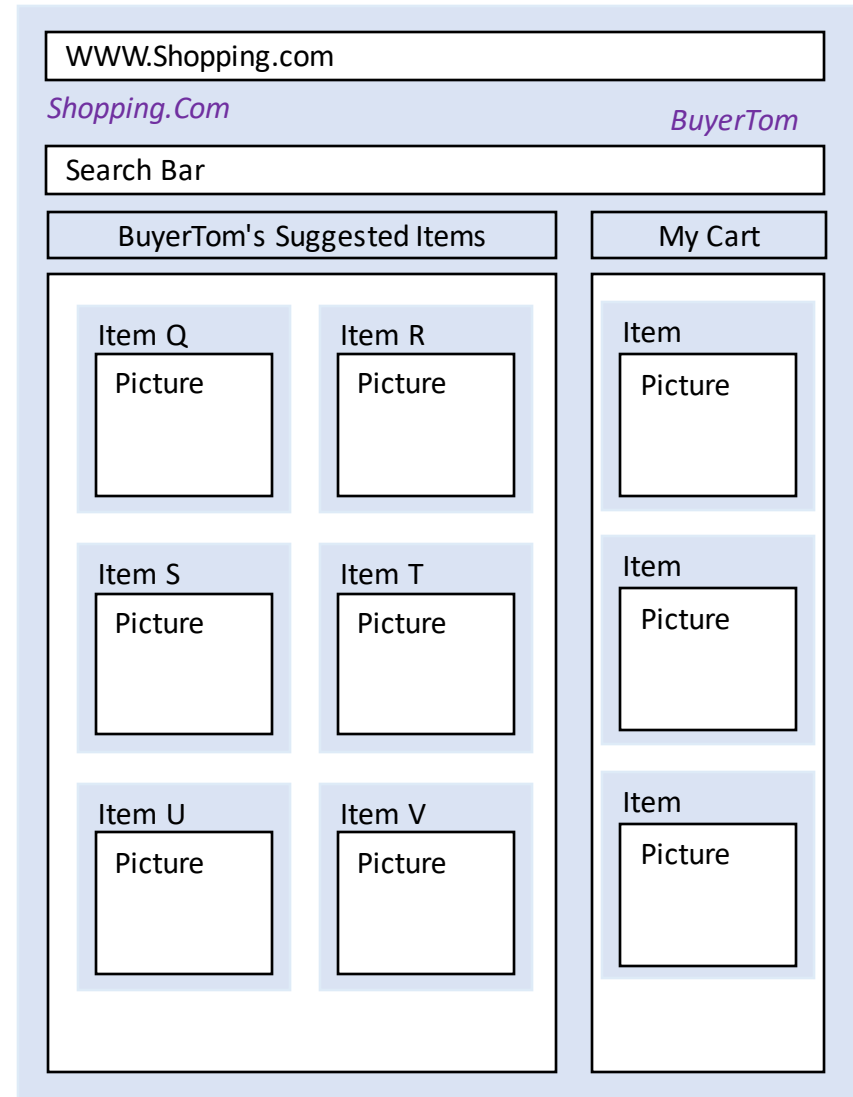 WWW.Shopping.com
Shopping.Com
BuyerTom
Search Bar
BuyerTom's Suggested Items
My Cart
Item Q
Picture
Item R
Picture
Item S
Picture
Item T
Picture
Item U
Picture
Item V
Picture
Item
Picture
Item
Picture
Item
Picture